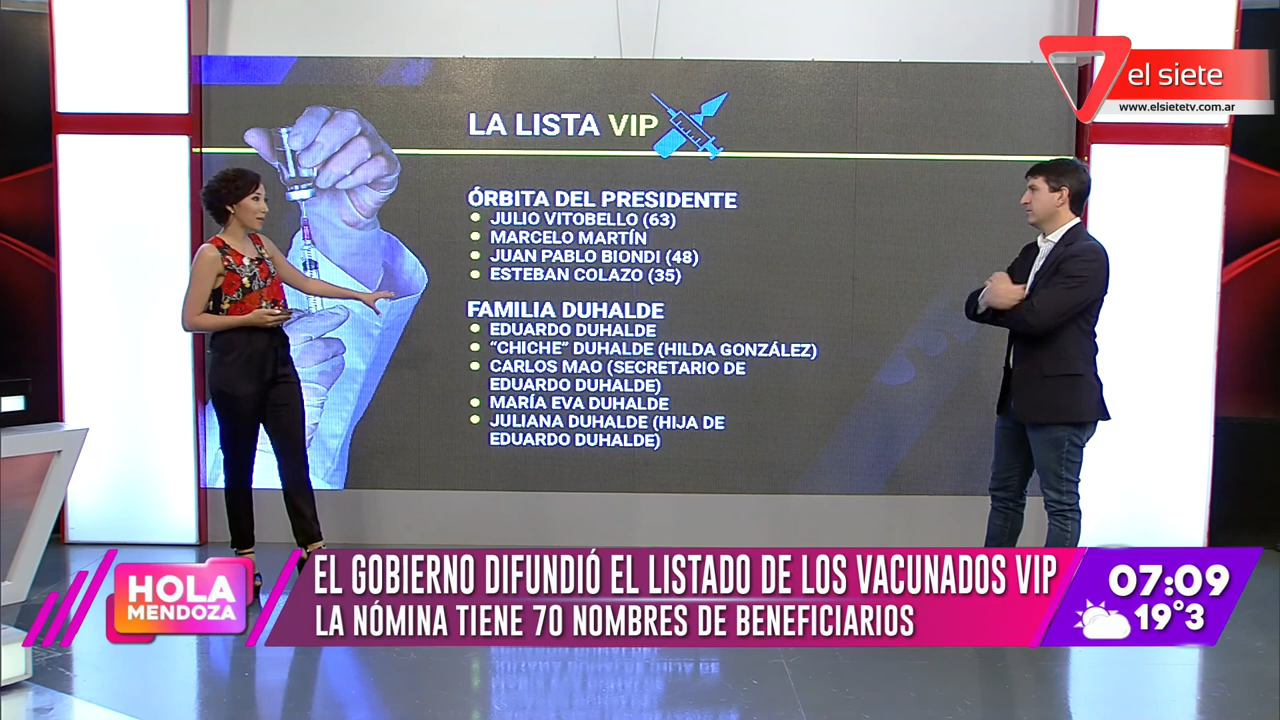 el siete
www.elsietetv.com.ar
LA LISTA VIP
ÓRBITA DEL PRESIDENTE
JULIO VITOBELLO (63)
MARCELO MARTÍN
JUAN PABLO BIONDI (48)
ESTEBAN COLAZO (35)
FAMILIA DUHALDE
EDUARDO DUHALDE
“CHICHE” DUHALDE (HILDA GONZÁLEZ)
CARLOS MAO (SECRETARIO DE
EDUARDO DUHALDE)
MARÍA EVA DUHALDE
JULIANA DUHALDE (HIJA DE
EDUARDO DUHALDE)
HOLA
MENDOZA
EL GOBIERNO DIFUNDIÓ EL LISTADO DE LOS VACUNADOS VIP
LA NÓMINA TIENE 70 NOMBRES DE BENEFICIARIOS
07:09
19°3